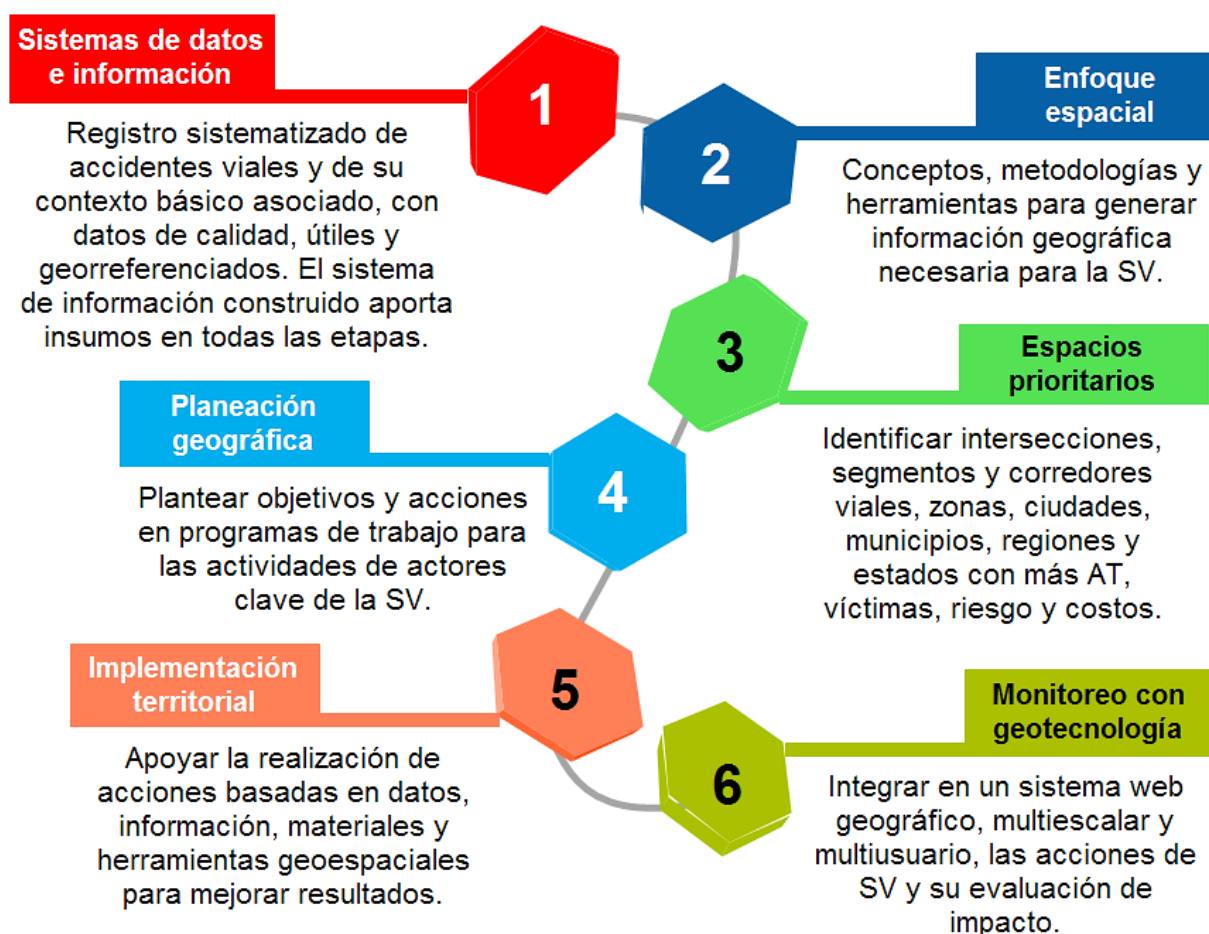 Sistemas de datos
e información
1
Registro sistematizado de
accidentes viales y de su
contexto básico asociado, con
datos de calidad, útiles y
georreferenciados. El sistema
de información construido aporta
insumos en todas las etapas.
2
Enfoque
espacial
Conceptos, metodologías y
herramientas para generar
información geográfica
necesaria para la SV.
3
Espacios
prioritarios
Identificar intersecciones,
segmentos y corredores
viales, zonas, ciudades,
municipios, regiones y
estados con más AT,
víctimas, riesgo y costos.
Planeación
geográfica
4
Plantear objetivos y acciones
en programas de trabajo para
las actividades de actores
clave de la SV.
Implementación
territorial
5
Apoyar la realización de
acciones basadas en datos,
información, materiales y
herramientas geoespaciales
para mejorar resultados.
6
Monitoreo con
geotecnología
Integrar en un sistema web
geográfico, multiescalar y
multiusuario, las acciones de
SV y su evaluación de
impacto.